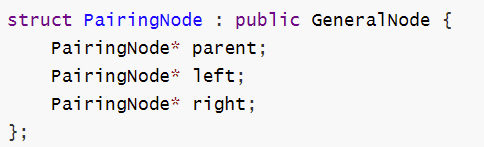 struct PairingNode : public GeneralNode {
    PairingNode* parent;
    PairingNode* left;
    PairingNode* right;
};